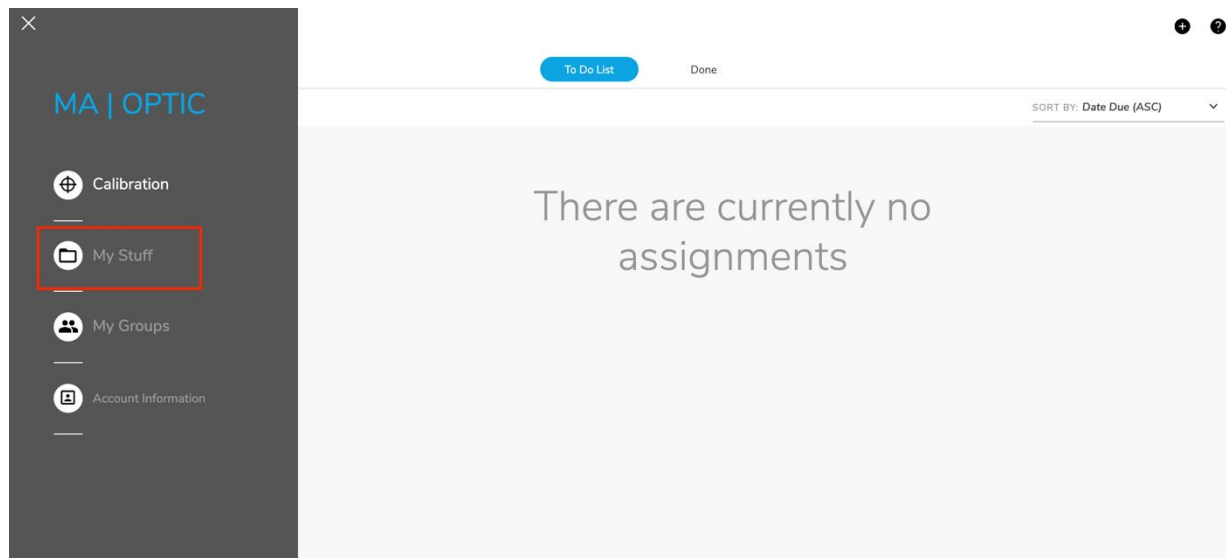 MA | OPTIC
Calibration
My Stuff
My Groups
Account Information
To Do List
Done
SORT BY: Date Due (ASC)
There are currently no
assignments